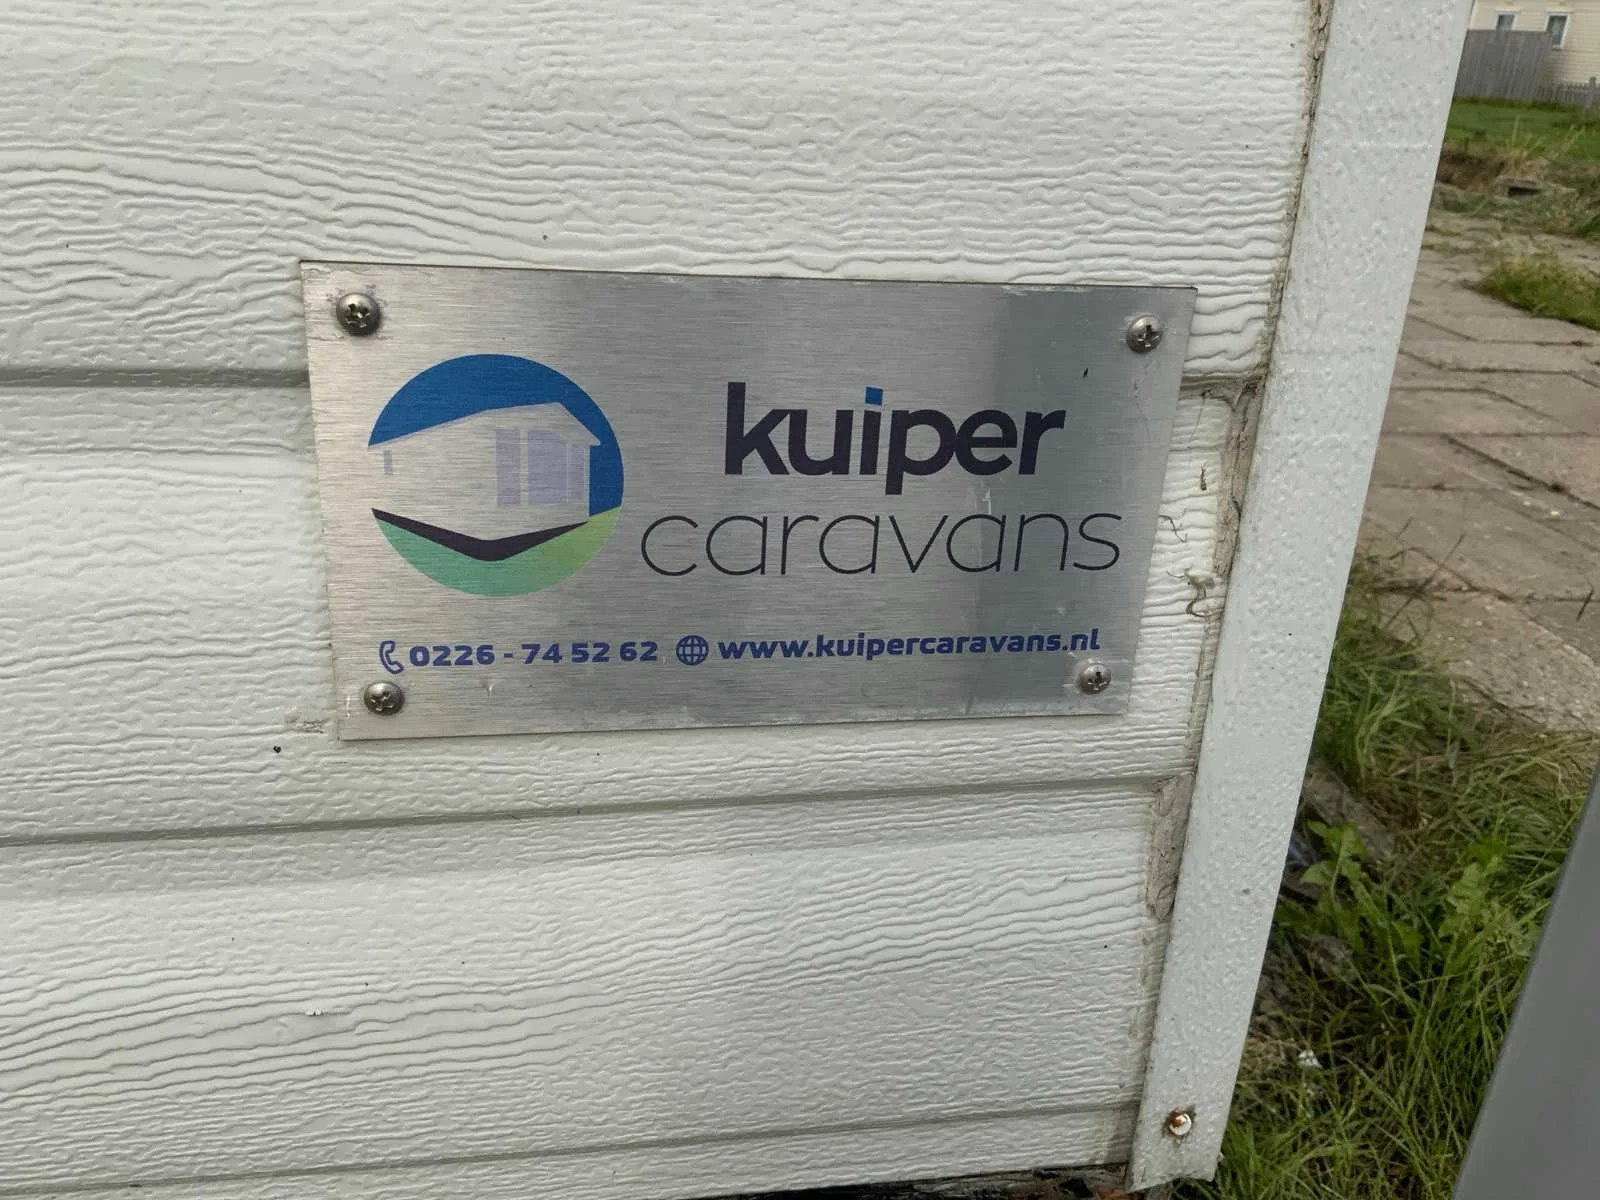 kuiper
caravans
0226 - 74 52 62 www.kuipercaravans.nl